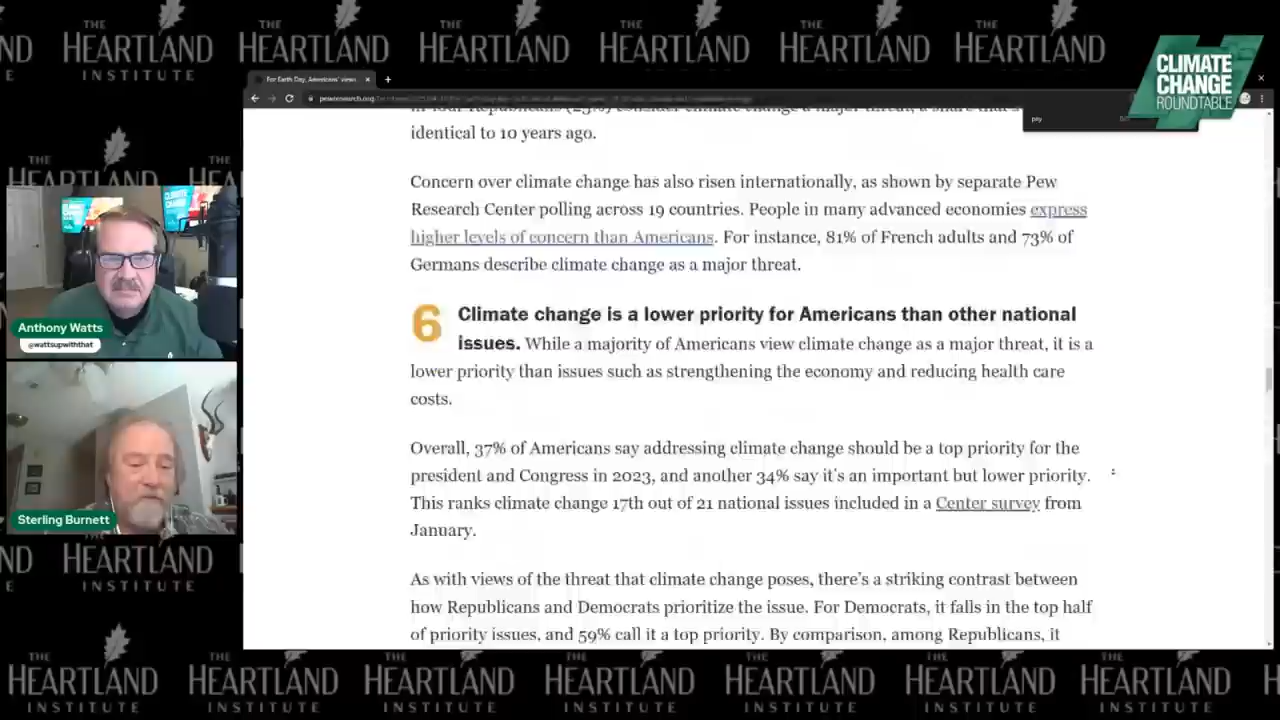 THE
HEARTLAND
INSTITUTE
CLIMATE
CHANGE
ROUNDTABLE
For Earth Day, Americans' views
pewresearch.org
identical to 10 years ago.
Concern over climate change has also risen internationally, as shown by separate Pew
Research Center polling across 19 countries. People in many advanced economies express
higher levels of concern than Americans. For instance, 81% of French adults and 73% of
Germans describe climate change as a major threat.
6 Climate change is a lower priority for Americans than other national
issues. While a majority of Americans view climate change as a major threat, it is a
lower priority than issues such as strengthening the economy and reducing health care
costs.
Overall, 37% of Americans say addressing climate change should be a top priority for the
president and Congress in 2023, and another 34% say it's an important but lower priority.
This ranks climate change 17th out of 21 national issues included in a Center survey from
January.
As with views of the threat that climate change poses, there's a striking contrast between
how Republicans and Democrats prioritize the issue. For Democrats, it falls in the top half
of priority issues, and 59% call it a top priority. By comparison, among Republicans, it
Anthony Watts
@wattsupwiththat
Sterling Burnett